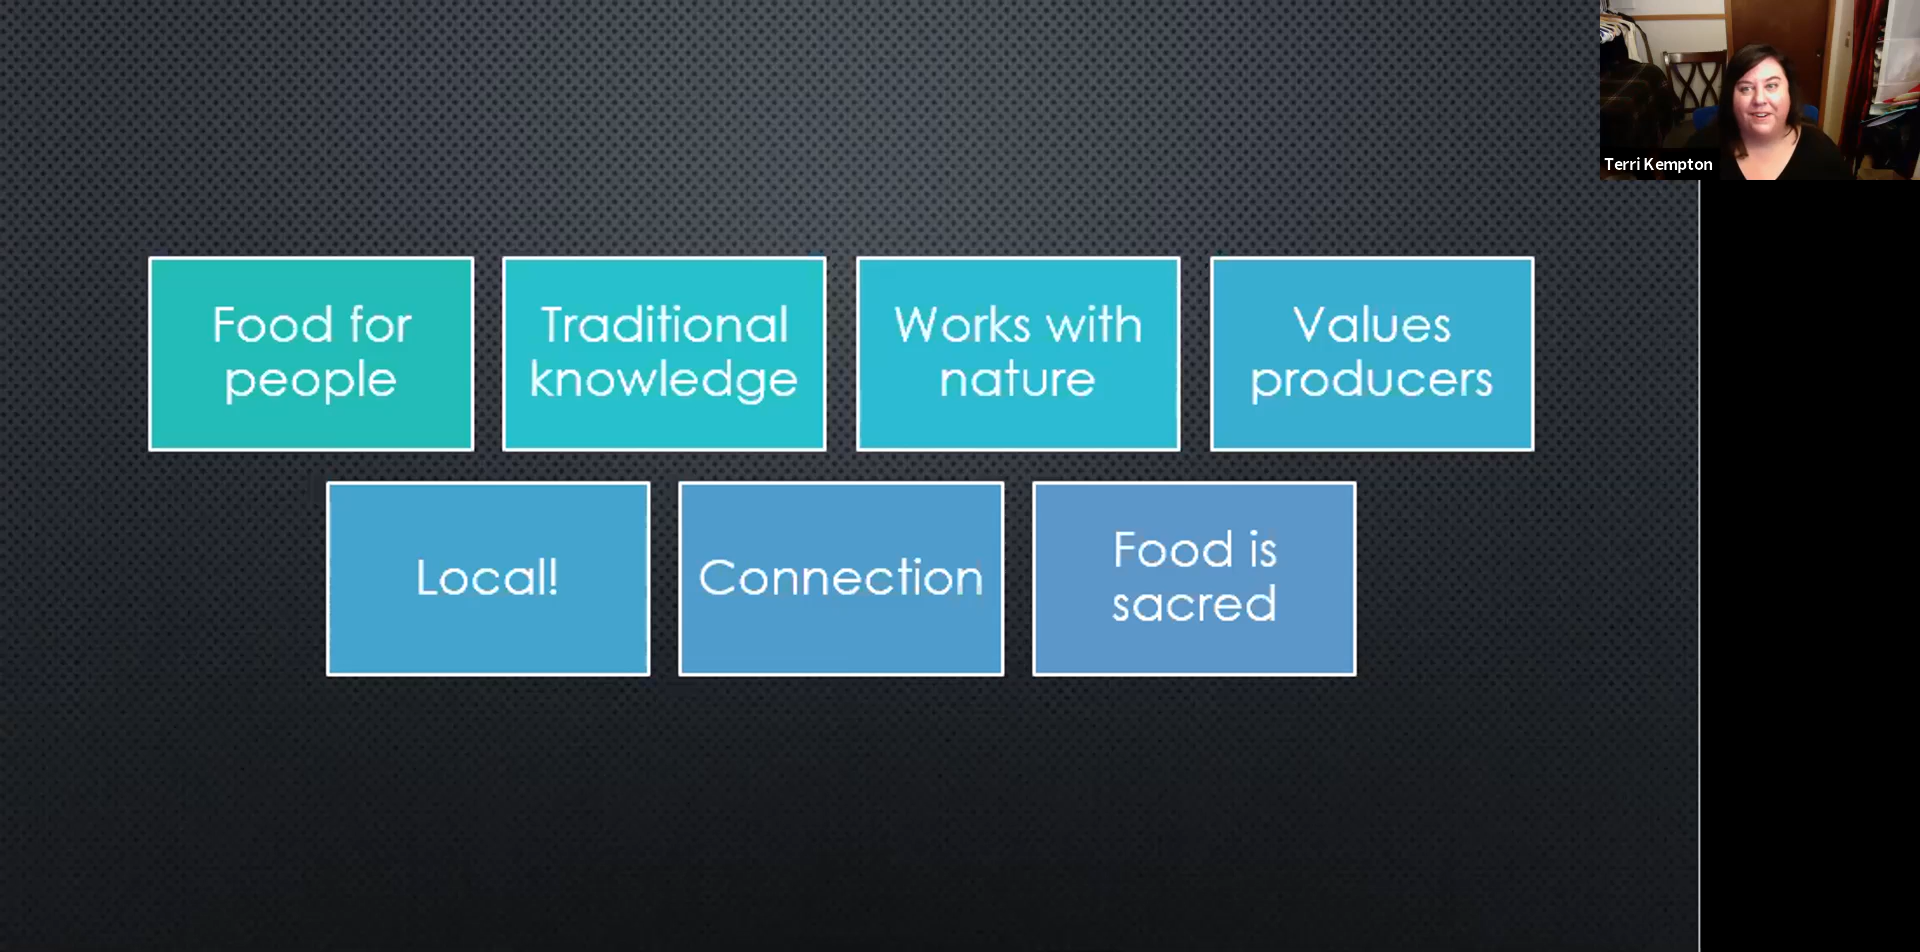 Terri Kempton
Food for
people
Traditional
knowledge
Works with
nature
Values
producers
Local!
Connection
Food is
sacred